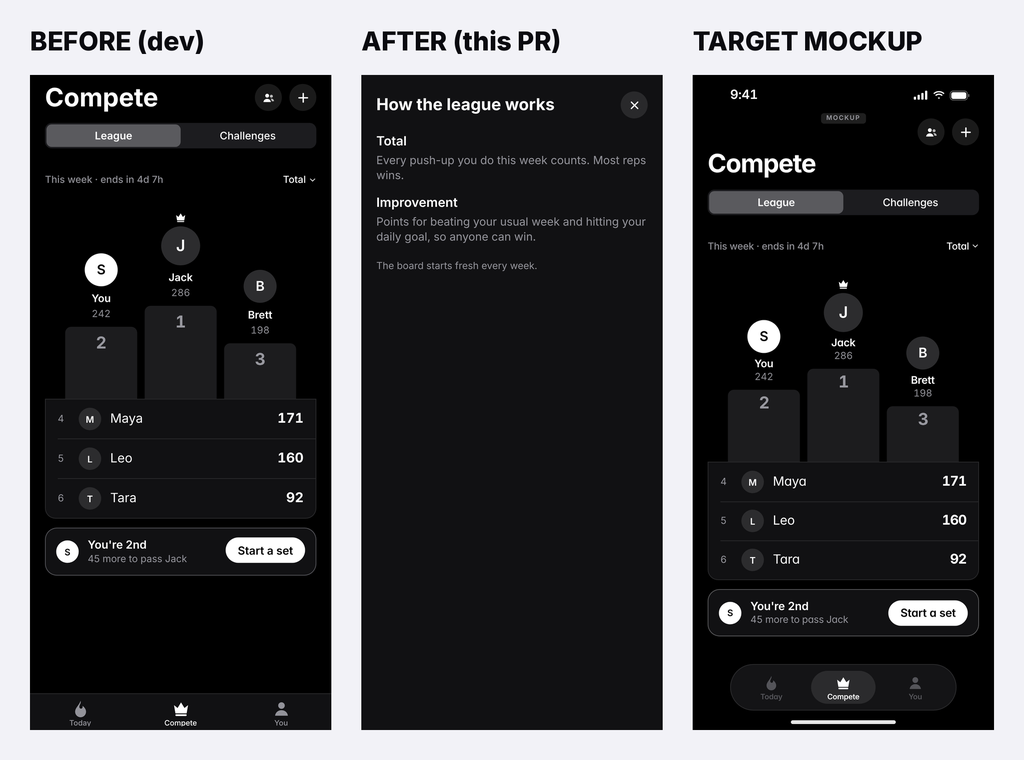 BEFORE (dev)
Compete
League
Challenges
This week · ends in 4d 7h
Total
J
Jack
286
S
You
242
B
Brett
198
2
1
3
4 M Maya 171
5 L Leo 160
6 T Tara 92
S
You're 2nd
45 more to pass Jack
Start a set
Today
Compete
You
AFTER (this PR)
How the league works
Total
Every push-up you do this week counts. Most reps
wins.
Improvement
Points for beating your usual week and hitting your
daily goal, so anyone can win.
The board starts fresh every week.
TARGET MOCKUP
9:41
MOCKUP
Compete
League
Challenges
This week · ends in 4d 7h
Total
J
Jack
286
S
You
242
B
Brett
198
2
1
3
4 M Maya 171
5 L Leo 160
6 T Tara 92
S
You're 2nd
45 more to pass Jack
Start a set
Today
Compete
You